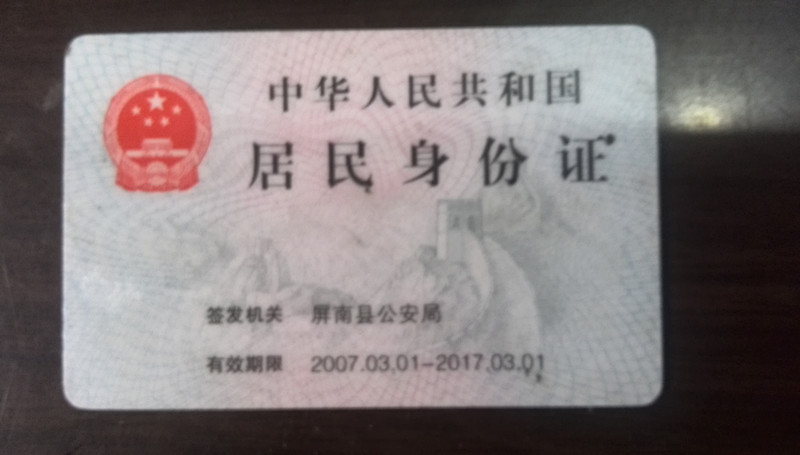 中华人民共和国
居民身份证
签发机关 屏南县公安局
有效期限 2007.03.01-2017.03.01